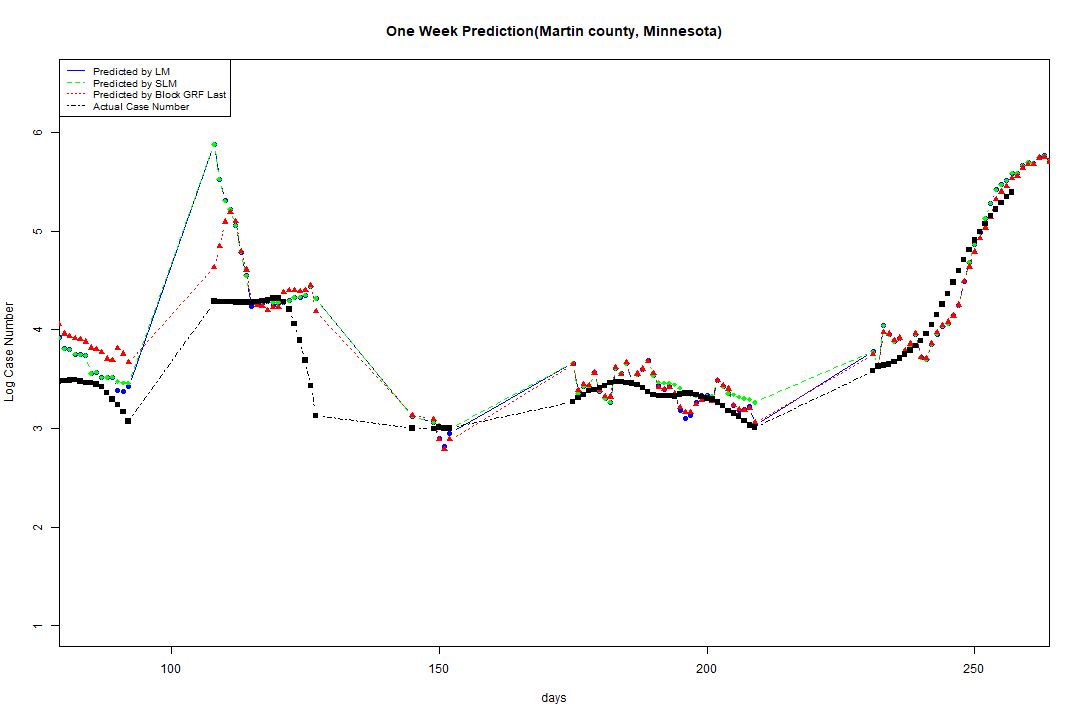 One Week Prediction(Martin county, Minnesota)
Predicted by LM
Predicted by SLM
Predicted by Block GRF Last
Actual Case Number
Log Case Number
6
5
4
3
2
1
100 150 200 250
days